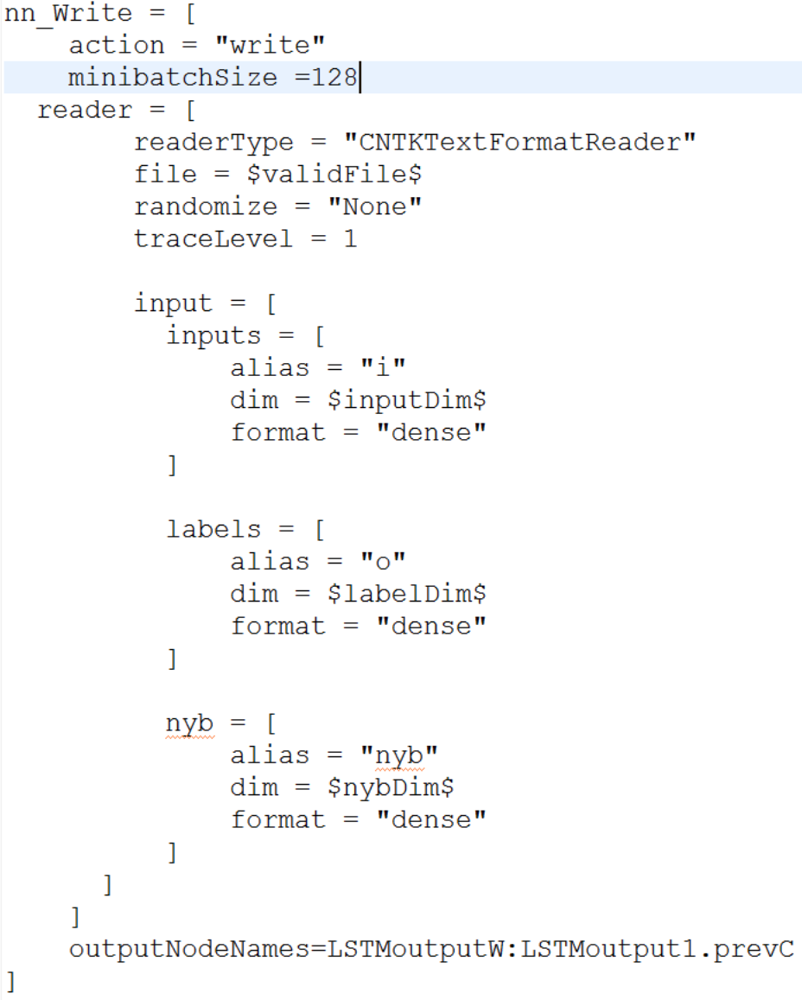 nn_Write = [
action = "write"
minibatchSize =128
reader = [
readerType = "CNTKTextFormatReader"
file = $validFile$
randomize = "None"
traceLevel = 1
input = [
inputs = [
alias = "i"
dim = $inputDim$
format = "dense"
]
labels = [
alias = "o"
dim = $labelDim$
format = "dense"
]
nyb = [
alias = "nyb"
dim = $nybDim$
format = "dense"
]
]
]
outputNodeNames=LSTMoutputW:LSTMoutput1.prevC
]